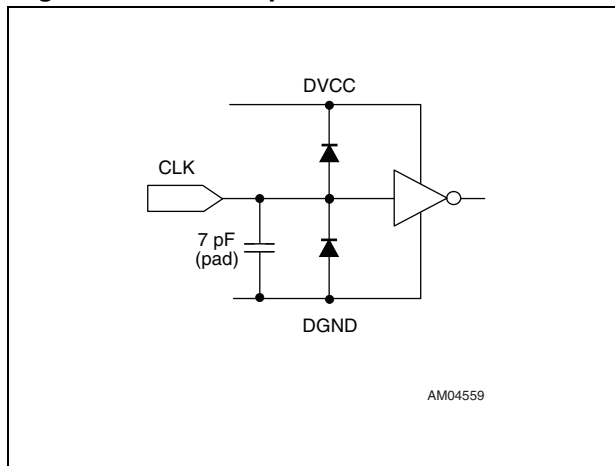 DVCC
CLK
7 pF
(pad)
DGND
AM04559